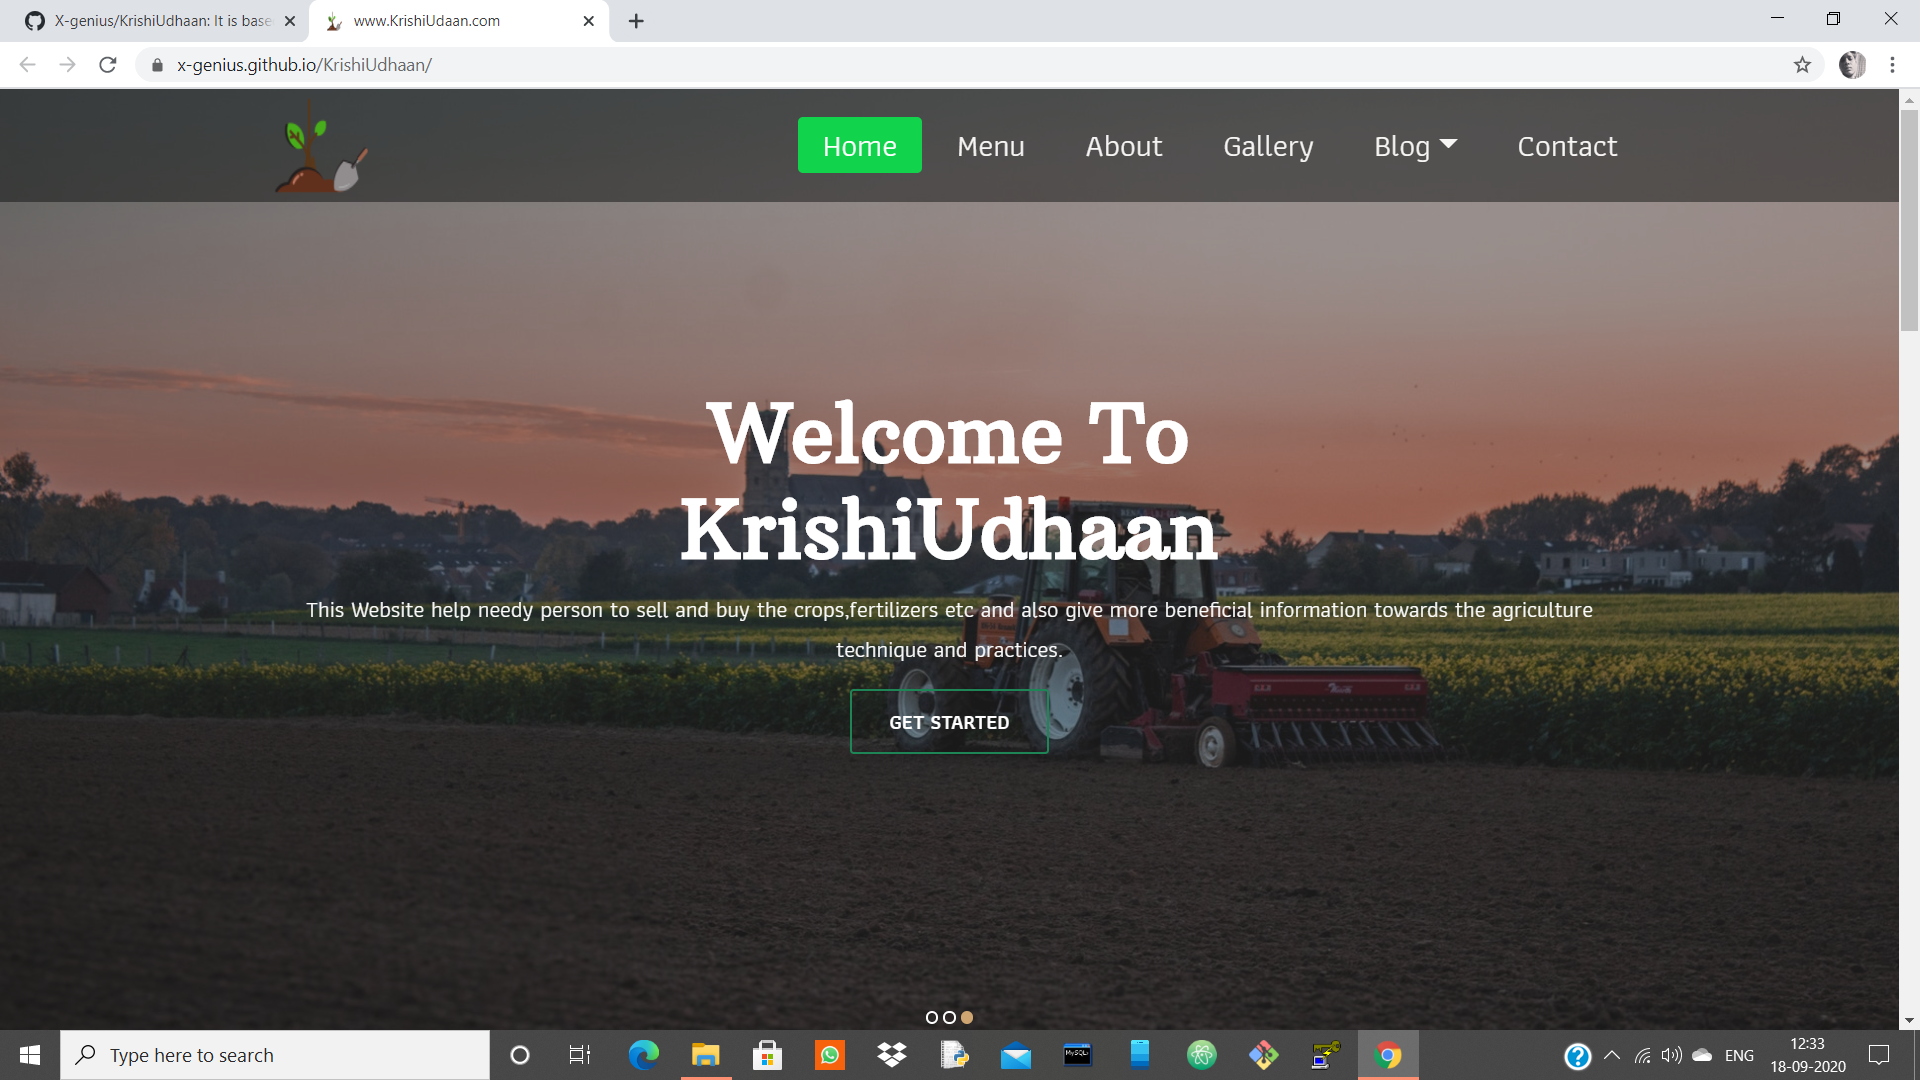 X-genius/KrishiUdhaan: It is base
www.KrishiUdaan.com
x-genius.github.io/KrishiUdhaan/
Home Menu About Gallery Blog Contact
Welcome To
KrishiUdhaan
This Website help needy person to sell and buy the crops,fertilizers etc and also give more beneficial information towards the agriculture
technique and practices.
GET STARTED
Type here to search
MySQL
ENG
12:33
18-09-2020